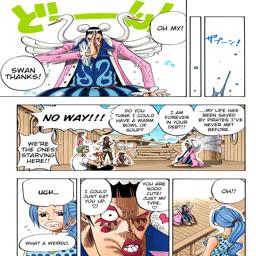 ザブーン!
どーーん!
OH MY!
SWAN
THANKS!
...MY LIFE HAS
BEEN SAVED
BY PIRATES I'VE
NEVER MET
BEFORE.
I AM
FOREVER
IN YOUR
DEBT!!
DO YOU
THINK I COULD
HAVE A WARM
BOWL OF
SOUP?
NO WAY!!!
WE'RE
THE ONES
STARVING
HERE!!
OH!!
YOU ARE
SOOO
CUTE!
JUST MY
TYPE. ♡
I COULD
JUST EAT
YOU UP.
UGH...
WHAT A WEIRDO.